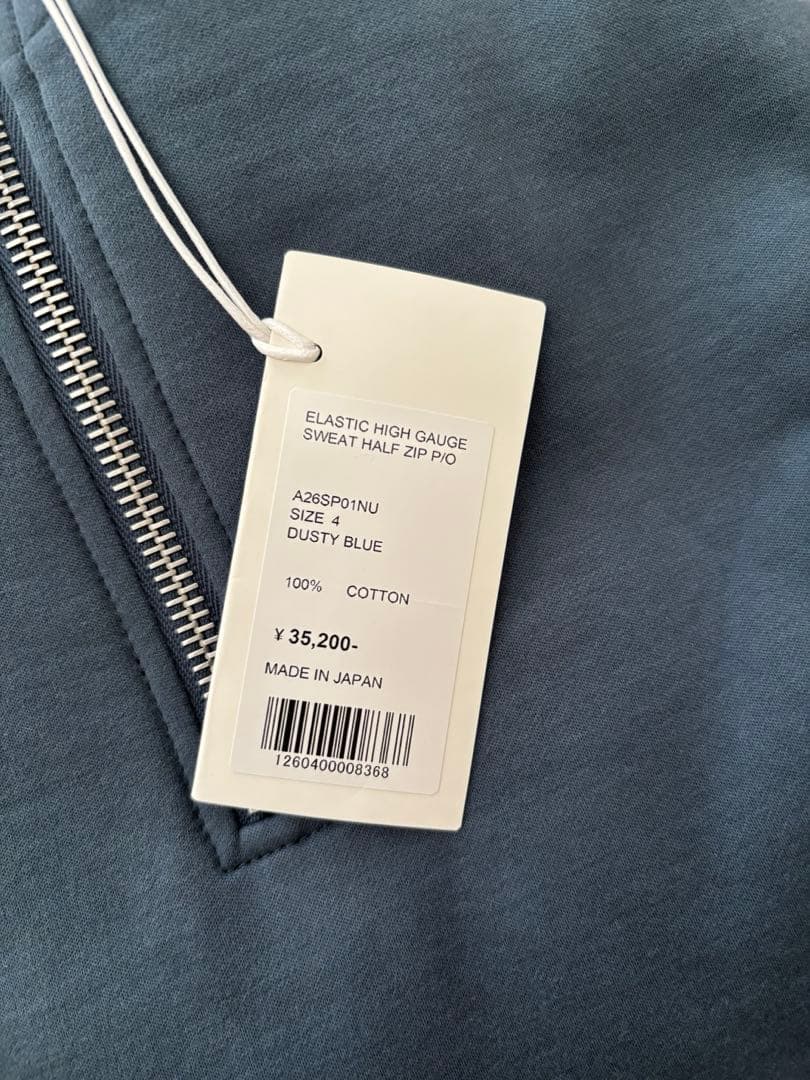 ELASTIC HIGH GAUGE
SWEAT HALF ZIP P/O
A26SP01NU
SIZE 4
DUSTY BLUE
100% COTTON
¥ 35,200-
MADE IN JAPAN
1260400008368